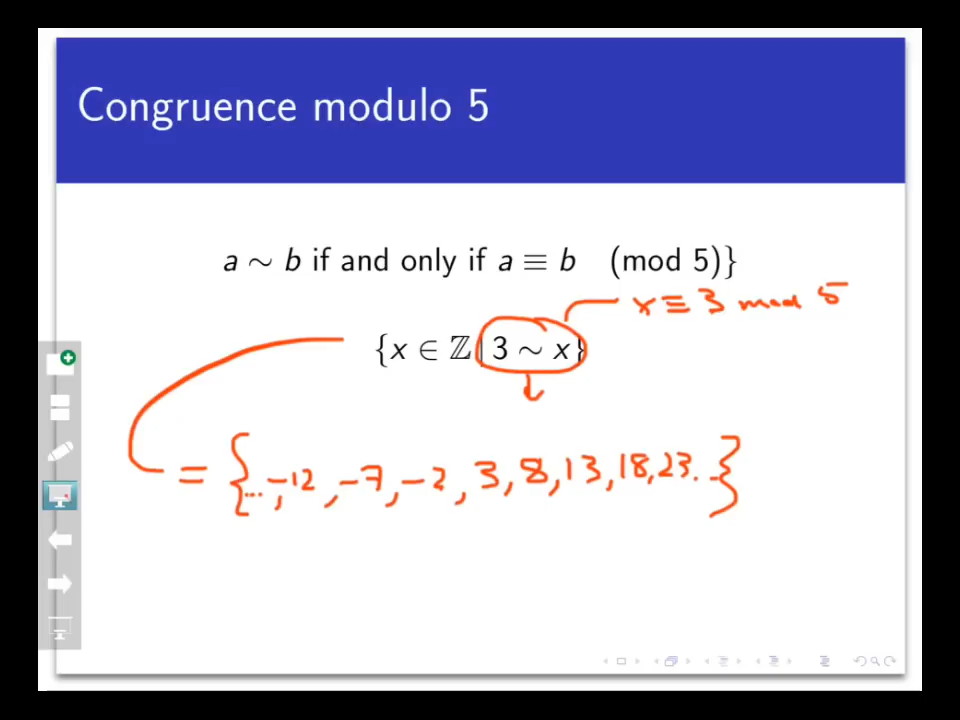 Congruence modulo 5
a ∼ b if and only if a ≡ b (mod 5)}
x ≡ 3 mod 5
{x ∈ ℤ | 3 ∼ x}
= {..., -12, -7, -2, 3, 8, 13, 18, 23...}